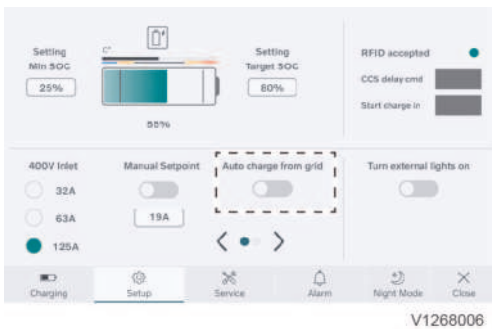 Setting
Min SOC
25%
C°
55%
Setting
Target SOC
80%
RFID accepted
CCS delay cmd
Start charge in
400V Inlet
32A
63A
125A
Manual Setpoint
19A
Auto charge from grid
Turn external lights on
Charging
Setup
Service
Alarm
Night Mode
Close
V1268006